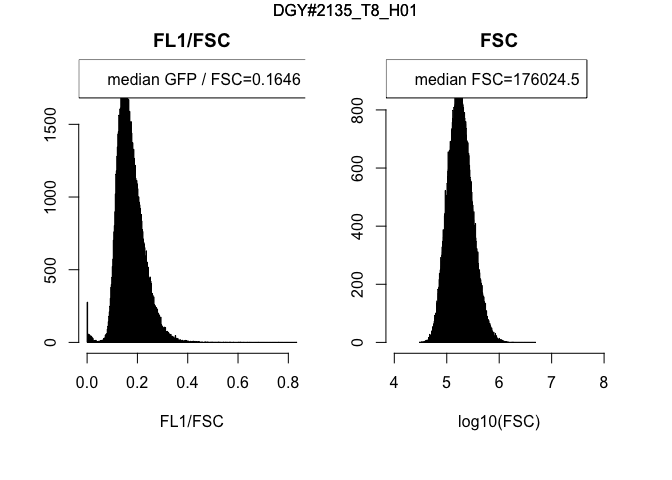 DGY#2135_T8_H01
FL1/FSC
median GFP / FSC=0.1646
0
500
1000
1500
0.0 0.2 0.4 0.6 0.8
FL1/FSC
FSC
median FSC=176024.5
0
200
400
600
800
4 5 6 7 8
log10(FSC)